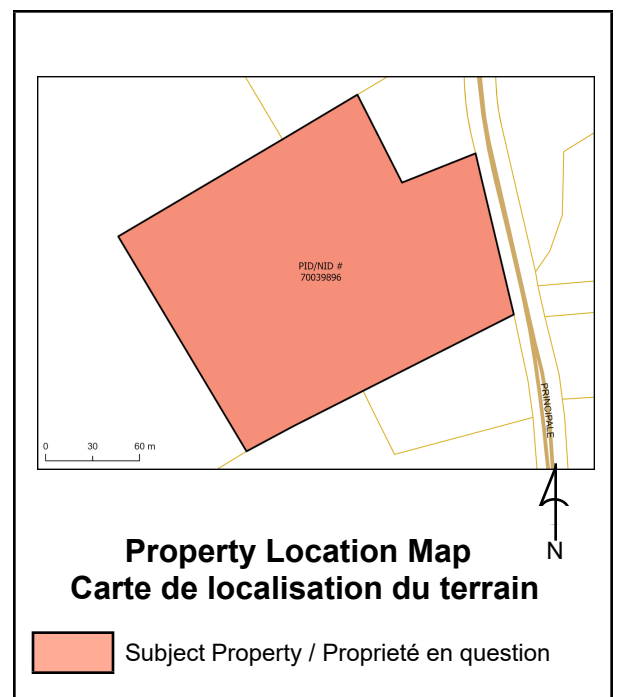 PID/NID #
70039896
PRINCIPALE
0 30 60 m
N
Property Location Map
Carte de localisation du terrain
Subject Property / Proprieté en question